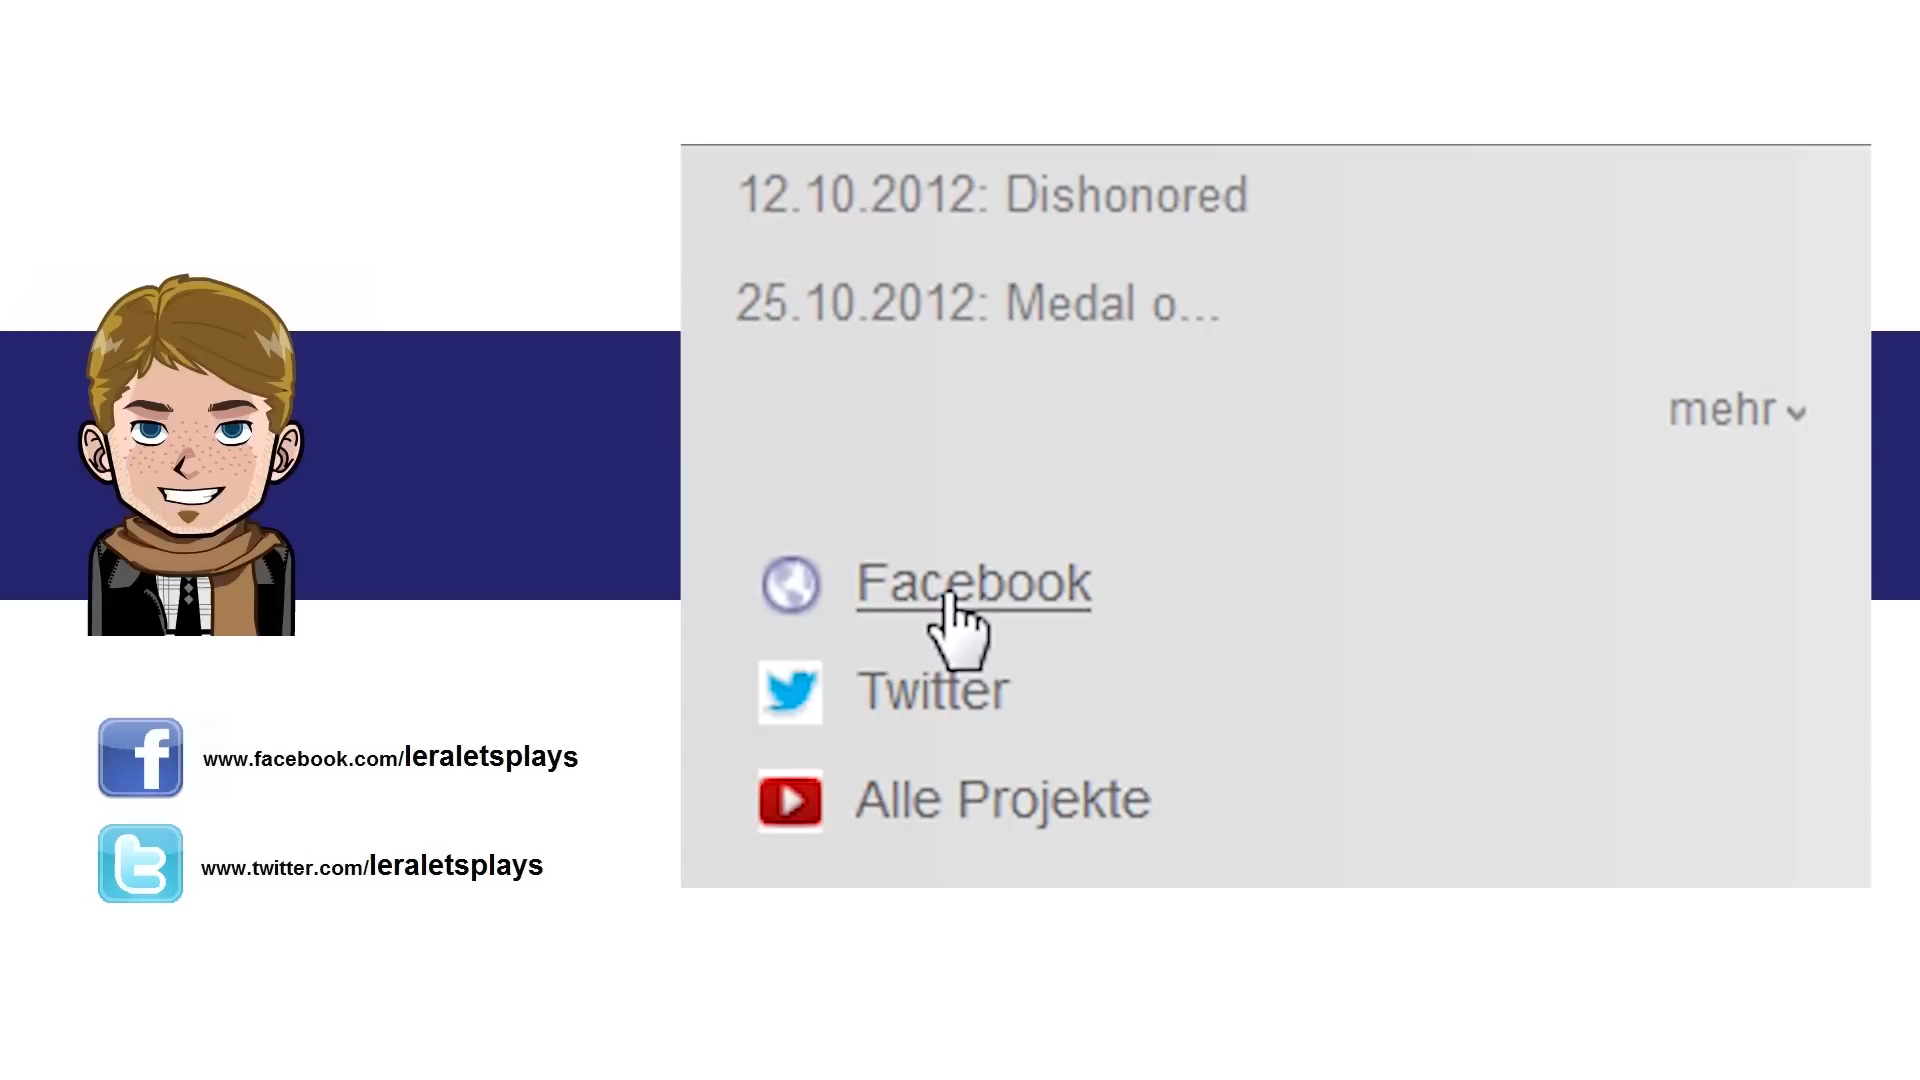 12.10.2012: Dishonored
25.10.2012: Medal o...
mehr
Facebook
Twitter
Alle Projekte
www.facebook.com/leraletsplays
www.twitter.com/leraletsplays